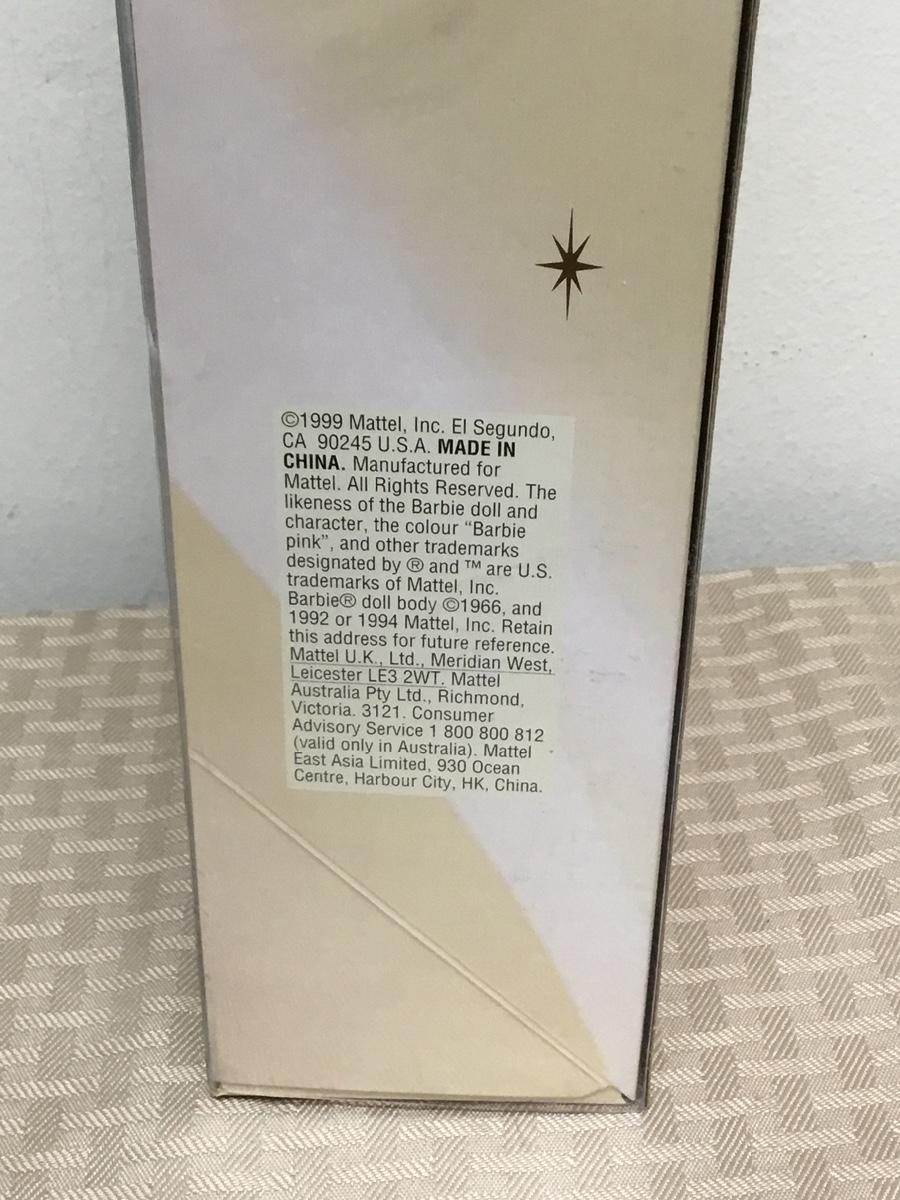 ©1999 Mattel, Inc. El Segundo,
CA 90245 U.S.A. MADE IN
CHINA. Manufactured for
Mattel. All Rights Reserved. The
likeness of the Barbie doll and
character, the colour “Barbie
pink”, and other trademarks
designated by ® and ™ are U.S.
trademarks of Mattel, Inc.
Barbie® doll body ©1966, and
1992 or 1994 Mattel, Inc. Retain
this address for future reference.
Mattel U.K., Ltd., Meridian West,
Leicester LE3 2WT. Mattel
Australia Pty Ltd., Richmond,
Victoria. 3121. Consumer
Advisory Service 1 800 800 812
(valid only in Australia). Mattel
East Asia Limited, 930 Ocean
Centre, Harbour City, HK, China.